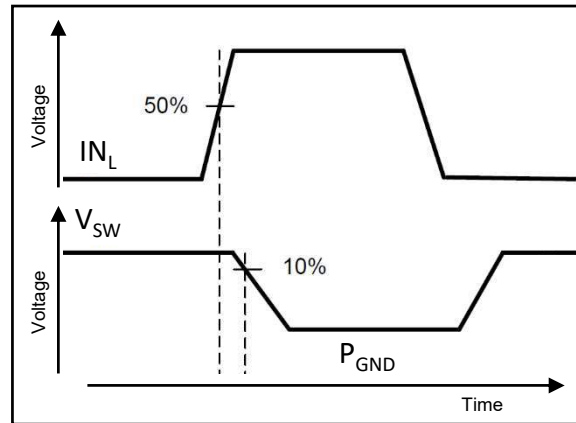 Voltage
50%
IN_L
V_SW
Voltage
10%
P_GND
Time